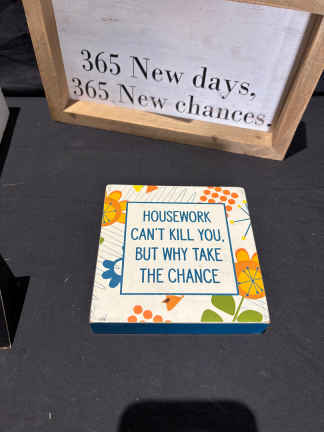 365 New days,
365 New chances.
HOUSEWORK
CAN'T KILL YOU,
BUT WHY TAKE
THE CHANCE